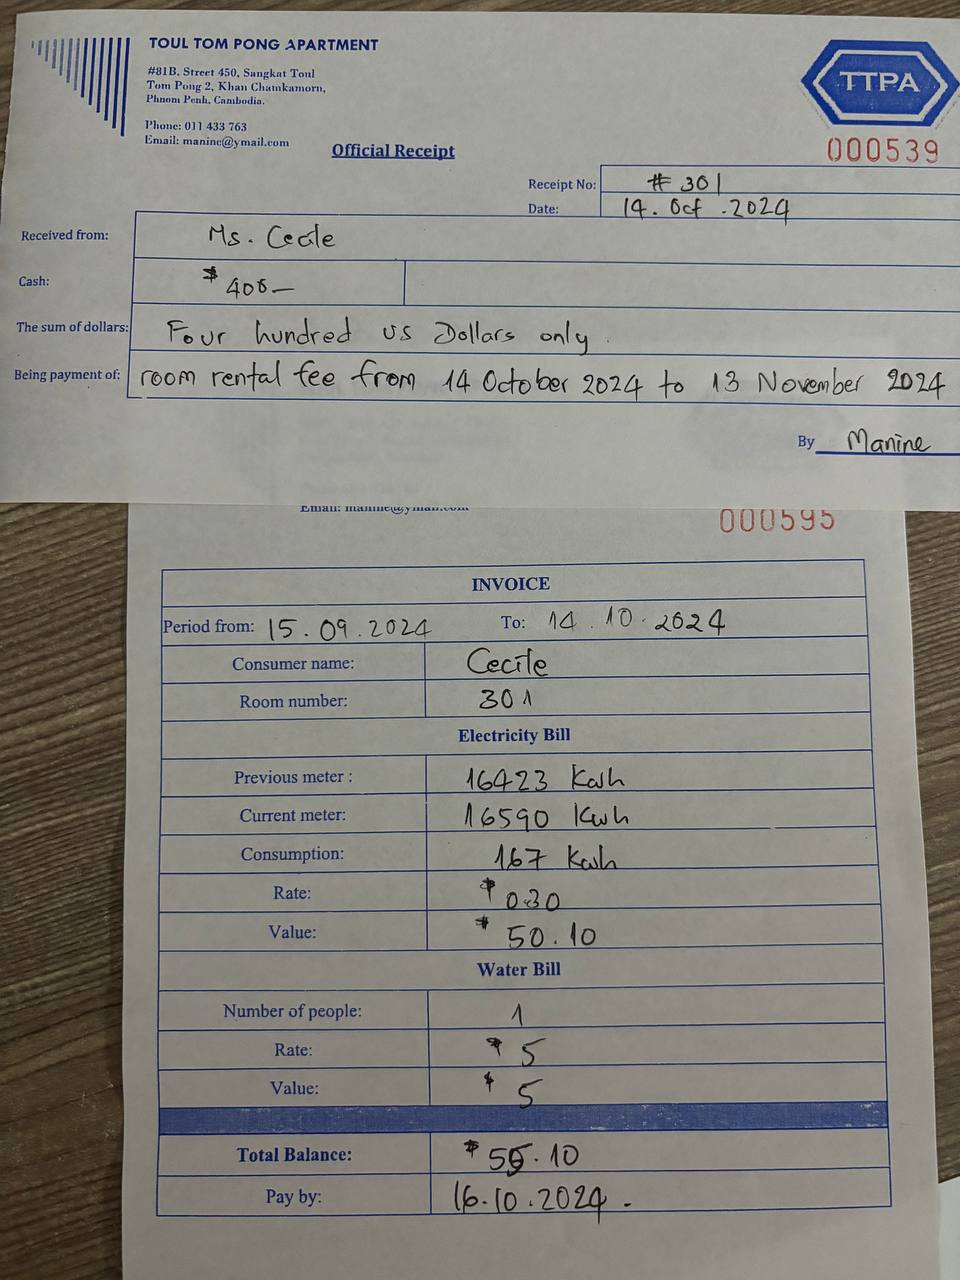 TOUL TOM PONG APARTMENT
#81B, Street 450, Sangkat Toul
Tom Pong 2, Khan Chamkamorn,
Phnom Penh, Cambodia.
Phone: 011 433 763
Email: manine@ymail.com
TTPA
000539
Official Receipt
Receipt No: # 301
Date: 14. Oct .2024
Received from: Ms. Cecile
Cash: $ 400-
The sum of dollars: Four hundred US Dollars only.
Being payment of: room rental fee from 14 October 2024 to 13 November 2024
By Manine
Email: manine@ymail.com
000595
INVOICE
Period from: 15.09.2024 To: 14.10.2024
Consumer name: Cecile
Room number: 301
Electricity Bill
Previous meter : 16423 Kwh
Current meter: 16590 Kwh
Consumption: 167 Kwh
Rate: $ 0.30
Value: $ 50.10
Water Bill
Number of people: 1
Rate: $ 5
Value: $ 5
Total Balance: $ 55.10
Pay by: 16.10.2024.